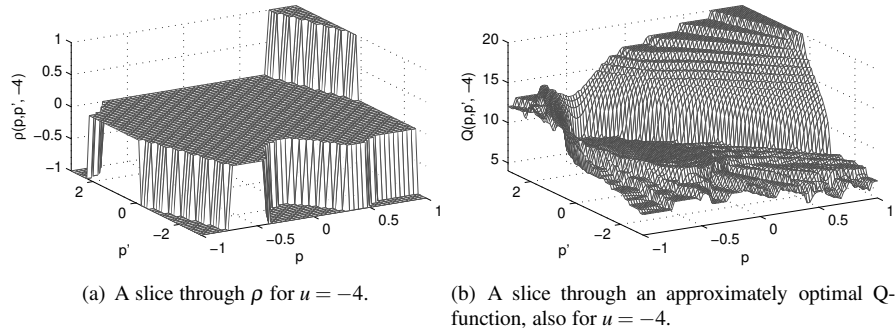 1
0.5
0
−0.5
−1
ρ(p,p', −4)
2
0
−2
p'
−1
−0.5
0
0.5
1
p
20
15
10
5
Q(p,p', −4)
2
0
−2
p'
−1
−0.5
0
0.5
1
p
(a) A slice through ρ for u = −4.
(b) A slice through an approximately optimal Q-
function, also for u = −4.